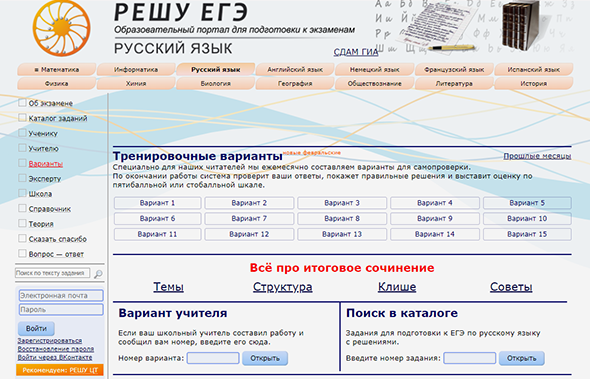 РЕШУ ЕГЭ
Образовательный портал для подготовки к экзаменам
РУССКИЙ ЯЗЫК
СДАМ ГИА
≡ Математика Информатика Русский язык Английский язык Немецкий язык Французский язык Испанский язык
Физика Химия Биология География Обществознание Литература История
Об экзамене
Каталог заданий
Ученику
Учителю
Варианты
Эксперту
Школа
Справочник
Теория
Сказать спасибо
Вопрос — ответ
Поиск по тексту задания
Электронная почта
Пароль
Войти
Зарегистрироваться
Восстановление пароля
Войти через ВКонтакте
Рекомендуем: РЕШУ ЦТ
Тренировочные варианты новые февральские Прошлые месяцы
Специально для наших читателей мы ежемесячно составляем варианты для самопроверки.
По окончании работы система проверит ваши ответы, покажет правильные решения и выставит оценку по
пятибалльной или стобалльной шкале.
Вариант 1 Вариант 2 Вариант 3 Вариант 4 Вариант 5
Вариант 6 Вариант 7 Вариант 8 Вариант 9 Вариант 10
Вариант 11 Вариант 12 Вариант 13 Вариант 14 Вариант 15
Всё про итоговое сочинение
Темы Структура Клише Советы
Вариант учителя
Если ваш школьный учитель составил работу и
сообщил вам номер, введите его сюда.
Номер варианта: Открыть
Поиск в каталоге
Задания для подготовки к ЕГЭ по русскому языку
с решениями.
Введите номер задания: Открыть